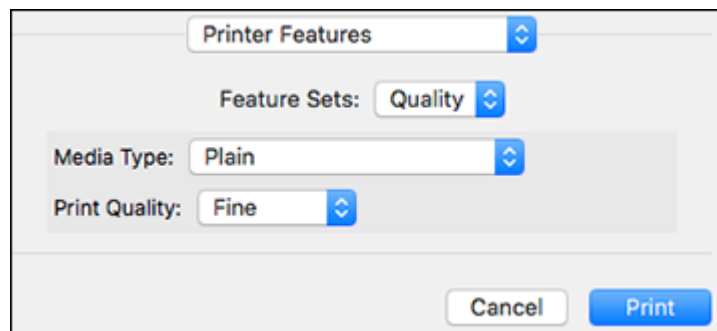 Printer Features
Feature Sets: Quality
Media Type: Plain
Print Quality: Fine
Cancel Print